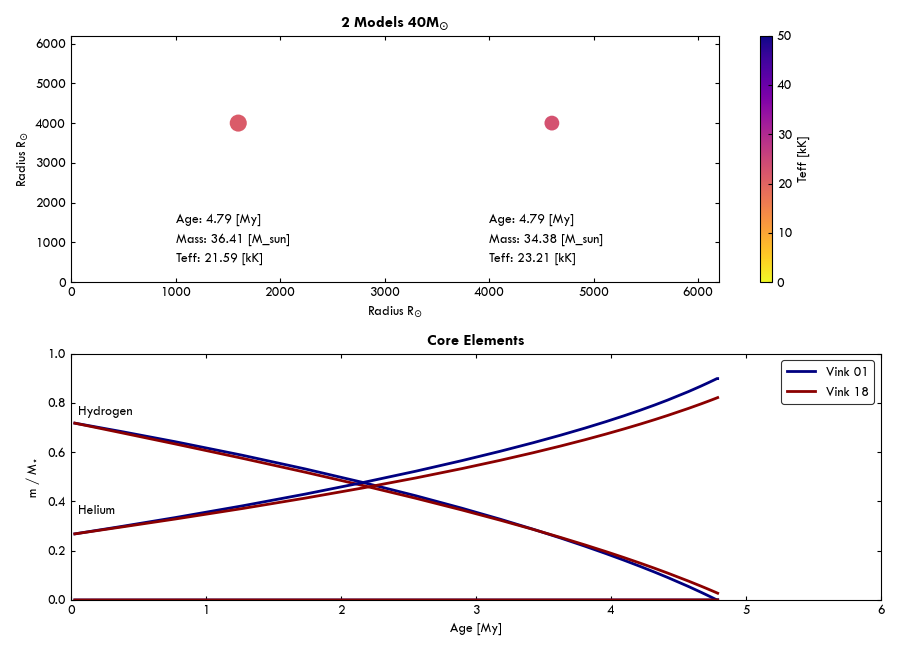 2 Models 40M☉
6000
5000
4000
3000
2000
1000
0
Radius R☉
Age: 4.79 [My]
Mass: 36.41 [M_sun]
Teff: 21.59 [kK]
Age: 4.79 [My]
Mass: 34.38 [M_sun]
Teff: 23.21 [kK]
0 1000 2000 3000 4000 5000 6000
Radius R☉
50
40
30
20
10
0
Teff [kK]
Core Elements
1.0
0.8
0.6
0.4
0.2
0.0
m / M⋆
Hydrogen
Helium
Vink 01
Vink 18
0 1 2 3 4 5 6
Age [My]